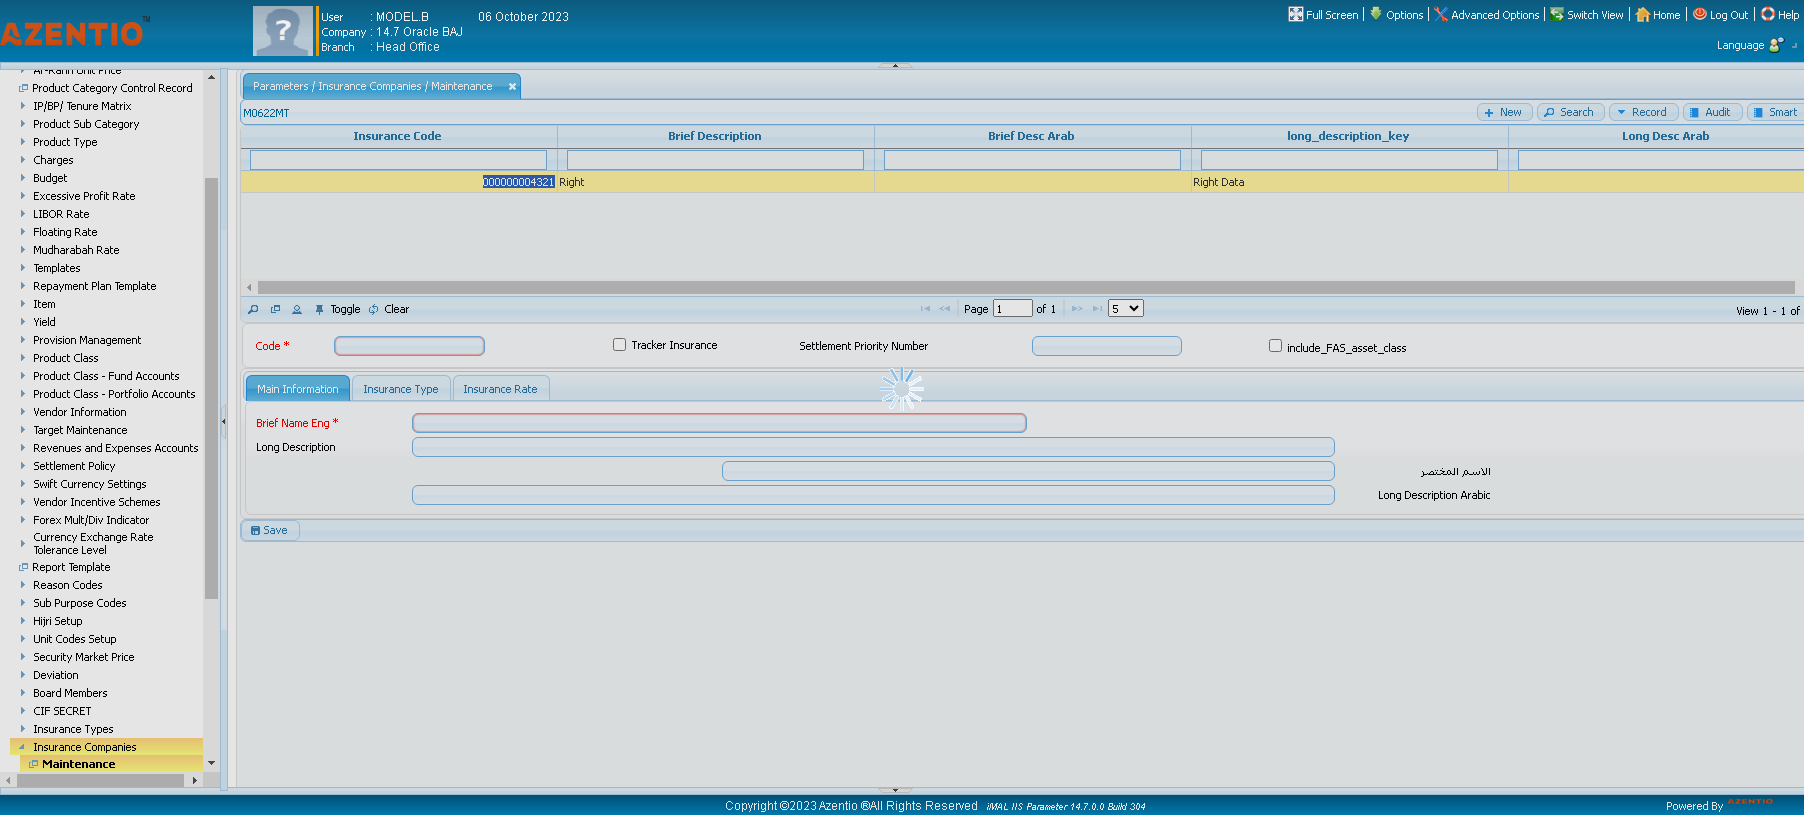 AZENTIO™
User : MODEL.B 06 October 2023
Company : 14.7 Oracle BAJ
Branch : Head Office
Full Screen Options Advanced Options Switch View Home Log Out Help
Language
Product Category Control Record
IP/BP/ Tenure Matrix
Product Sub Category
Product Type
Charges
Budget
Excessive Profit Rate
LIBOR Rate
Floating Rate
Mudharabah Rate
Templates
Repayment Plan Template
Item
Yield
Provision Management
Product Class
Product Class - Fund Accounts
Product Class - Portfolio Accounts
Vendor Information
Target Maintenance
Revenues and Expenses Accounts
Settlement Policy
Swift Currency Settings
Vendor Incentive Schemes
Forex Mult/Div Indicator
Currency Exchange Rate
Tolerance Level
Report Template
Reason Codes
Sub Purpose Codes
Hijri Setup
Unit Codes Setup
Security Market Price
Deviation
Board Members
CIF SECRET
Insurance Types
Insurance Companies
Maintenance
Parameters / Insurance Companies / Maintenance
M0622MT
New Search Record Audit Smart
Insurance Code Brief Description Brief Desc Arab long_description_key Long Desc Arab
000000004321 Right Right Data
Toggle Clear Page 1 of 1 5 View 1 - 1 of
Code * Tracker Insurance Settlement Priority Number include_FAS_asset_class
Main Information Insurance Type Insurance Rate
Brief Name Eng *
Long Description
الاسم المختصر
Long Description Arabic
Save
Copyright ©2023 Azentio ®All Rights Reserved iMAL IIS Parameter 14.7.0.0 Build 304
Powered By AZENTIO